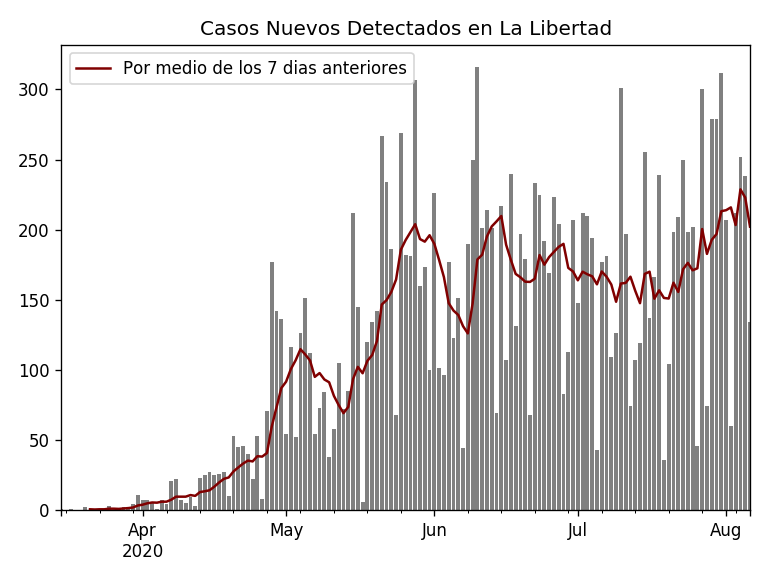 Casos Nuevos Detectados en La Libertad
Por medio de los 7 dias anteriores
300
250
200
150
100
50
0
Apr
2020
May
Jun
Jul
Aug